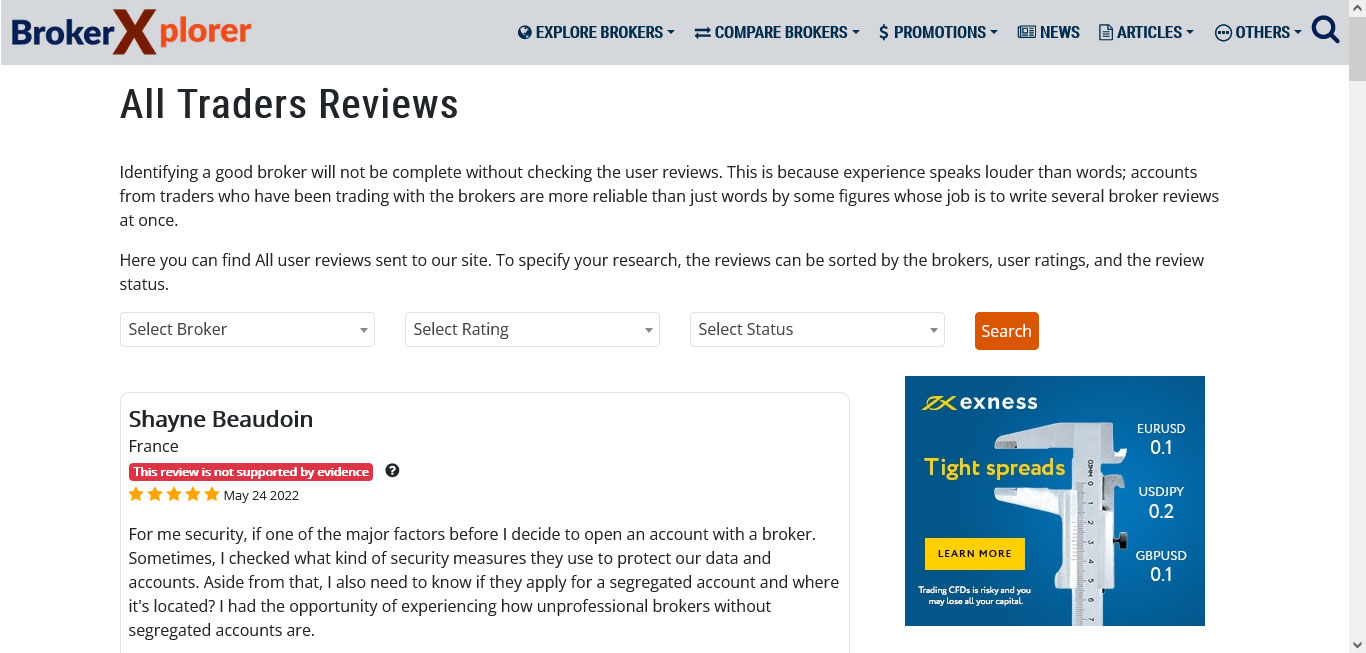 BrokerXplorer
EXPLORE BROKERS
COMPARE BROKERS
$ PROMOTIONS
NEWS
ARTICLES
OTHERS
All Traders Reviews
Identifying a good broker will not be complete without checking the user reviews. This is because experience speaks louder than words; accounts
from traders who have been trading with the brokers are more reliable than just words by some figures whose job is to write several broker reviews
at once.
Here you can find All user reviews sent to our site. To specify your research, the reviews can be sorted by the brokers, user ratings, and the review
status.
Select Broker
Select Rating
Select Status
Search
Shayne Beaudoin
France
This review is not supported by evidence ?
May 24 2022
For me security, if one of the major factors before I decide to open an account with a broker.
Sometimes, I checked what kind of security measures they use to protect our data and
accounts. Aside from that, I also need to know if they apply for a segregated account and where
it's located? I had the opportunity of experiencing how unprofessional brokers without
segregated accounts are.
exness
Tight spreads
LEARN MORE
Trading CFDs is risky and you
may lose all your capital.
EURUSD
0.1
USDJPY
0.2
GBPUSD
0.1
0
1
2
3
4
5
6
7